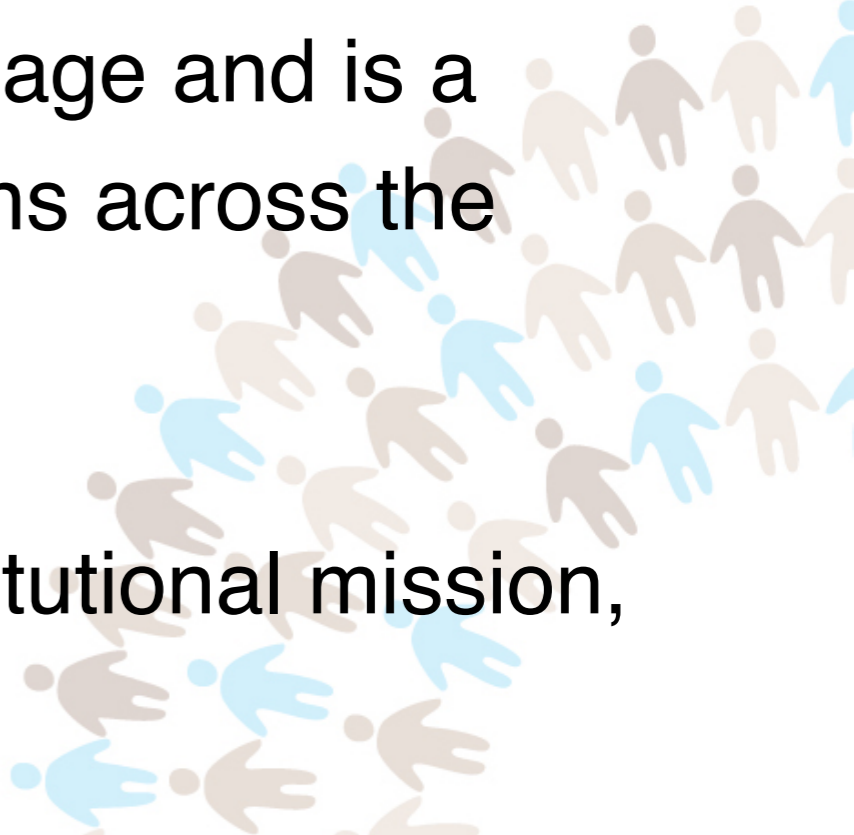 age and is a
ns across the
tutional mission,